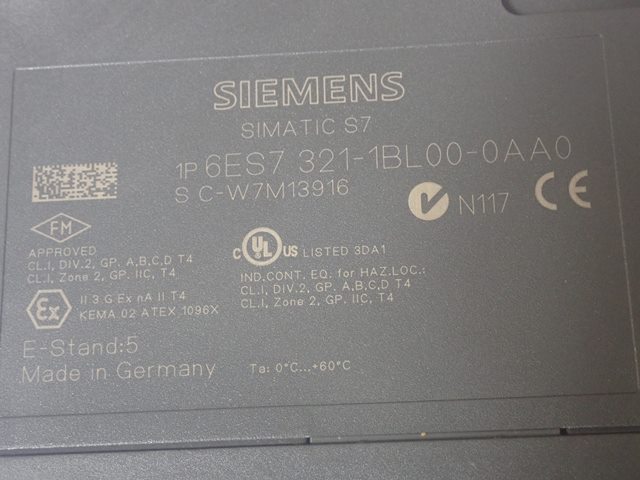 SIEMENS
SIMATIC S7
1P 6ES7 321-1BL00-0AA0
S C-W7M13916
N117 CE
FM
APPROVED
CL.I, DIV.2, GP. A,B,C,D T4
CL.I, Zone 2, GP. IIC, T4
C UL US LISTED 3DA1
IND.CONT. EQ. for HAZ.LOC.:
CL.I, DIV.2, GP. A,B,C,D T4
CL.I, Zone 2, GP. IIC, T4
Ex II 3 G Ex nA II T4
KEMA 02 ATEX 1096X
E-Stand:5
Made in Germany
Ta: 0°C...+60°C